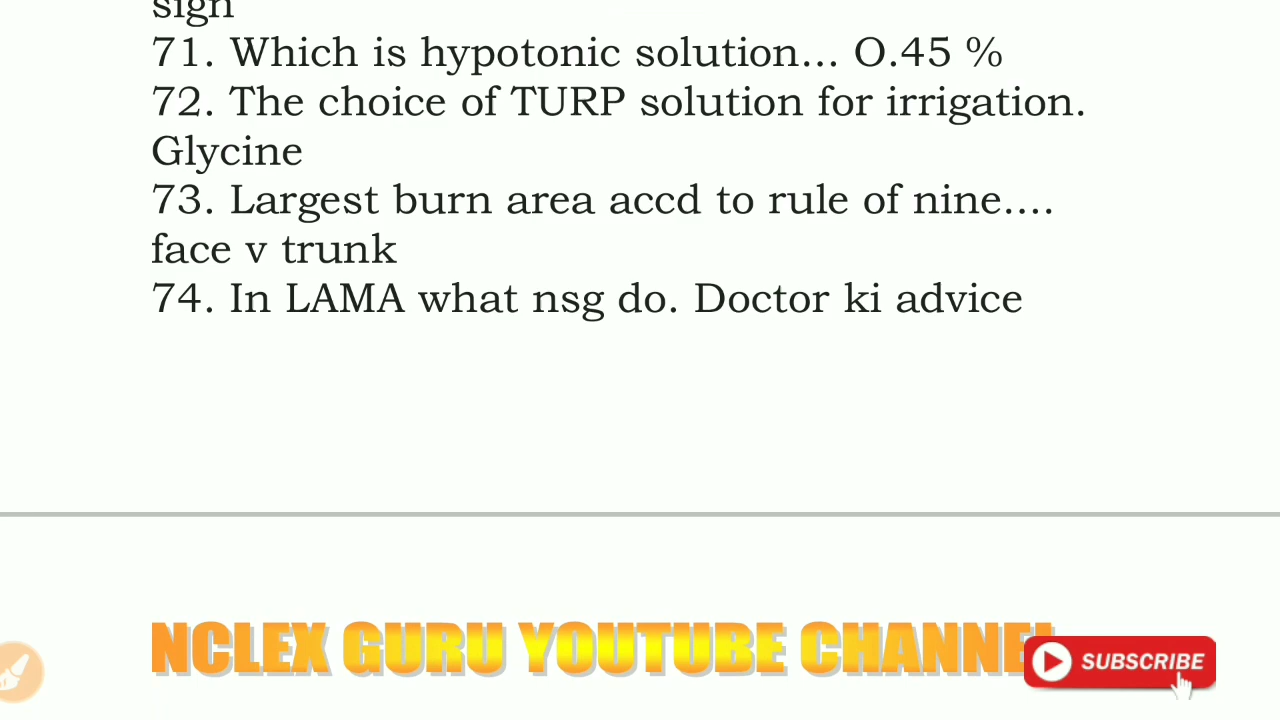 sign
71. Which is hypotonic solution... O.45 %
72. The choice of TURP solution for irrigation.
Glycine
73. Largest burn area accd to rule of nine....
face v trunk
74. In LAMA what nsg do. Doctor ki advice
NCLEX GURU YOUTUBE CHANNEL
SUBSCRIBE